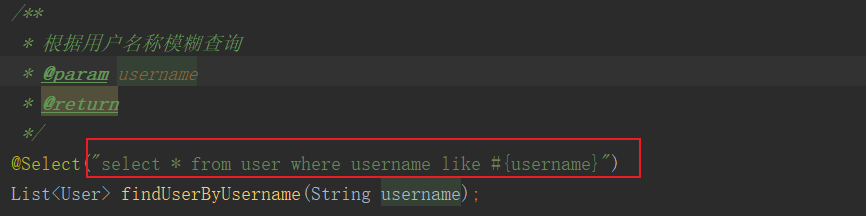 /**
* 根据用户名称模糊查询
* @param username
* @return
*/
@Select("select * from user where username like #{username}")
List<User> findUserByUsername(String username);